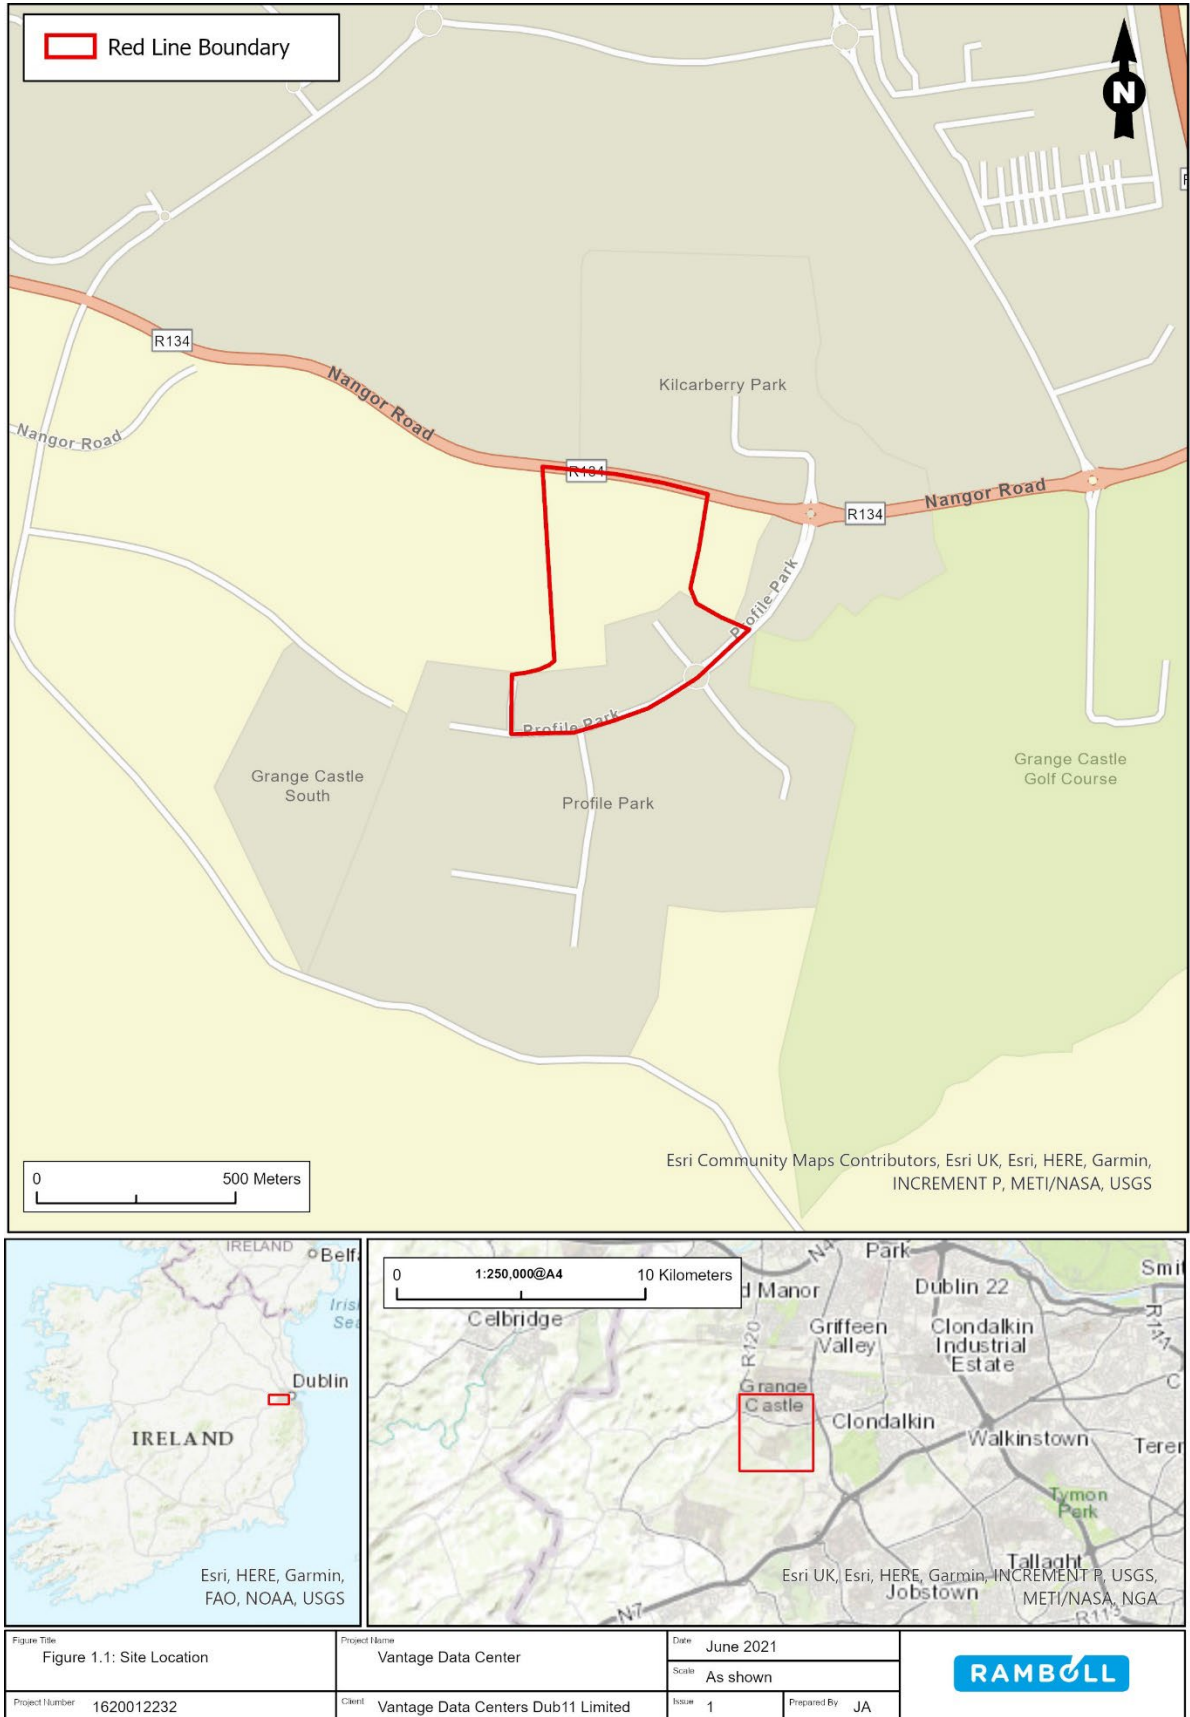 Red Line Boundary
N
R134
Nangor Road
Nangor Road
Kilcarberry Park
R134
R134
Nangor Road
Profile Park
Profile Park
Grange Castle
South
Profile Park
Grange Castle
Golf Course
0 500 Meters
Esri Community Maps Contributors, Esri UK, Esri, HERE, Garmin,
INCREMENT P, METI/NASA, USGS
IRELAND
Belf
Iris
Sea
Dublin
IRELAND
Esri, HERE, Garmin,
FAO, NOAA, USGS
0 1:250,000@A4 10 Kilometers
N4
Park
Smit
d Manor
Dublin 22
Celbridge
R120
Griffeen
Valley
Clondalkin
Industrial
Estate
Grange
Castle
Clondalkin
Walkinstown
Teren
Tymon
Park
Tallaght
Jobstown
N7
R113
Esri UK, Esri, HERE, Garmin, INCREMENT P, USGS,
METI/NASA, NGA
Figure Title
Figure 1.1: Site Location
Project Name
Vantage Data Center
Date June 2021
Scale As shown
Project Number 1620012232
Client Vantage Data Centers Dub11 Limited
Issue 1
Prepared By JA
RAMBOLL